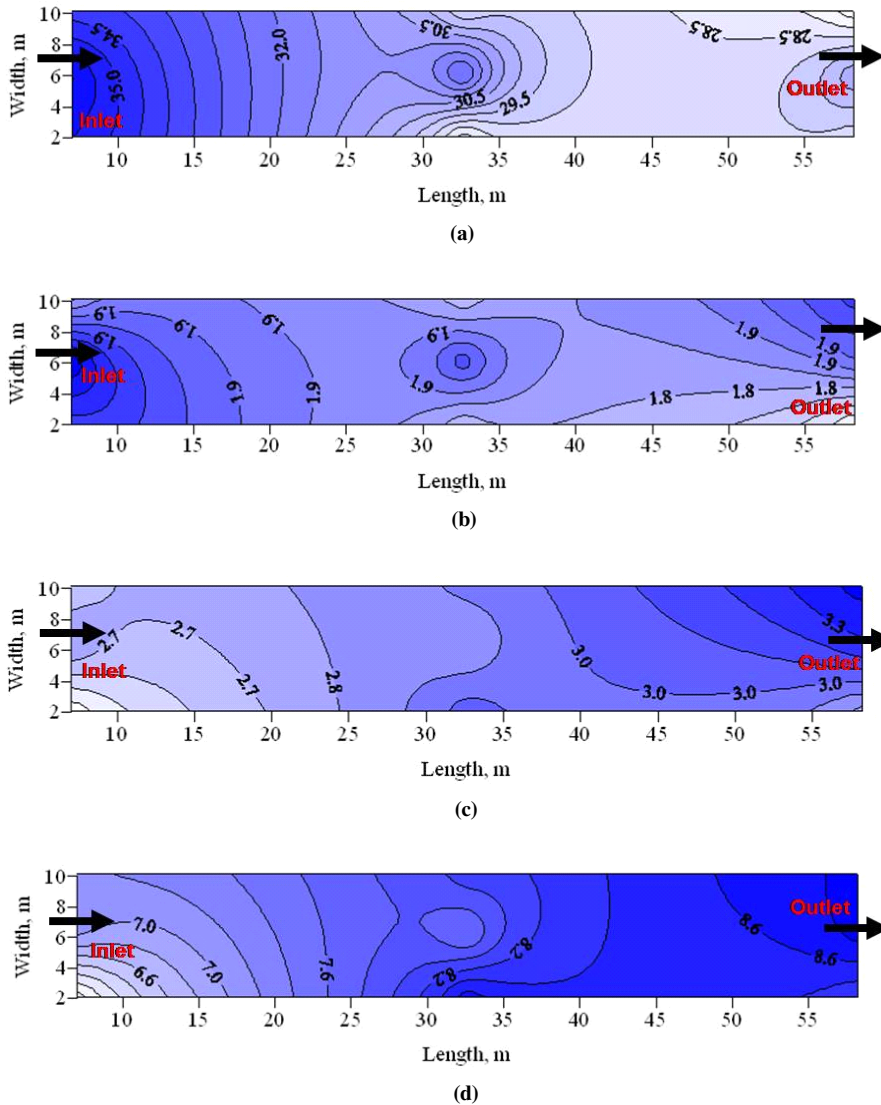 10
34.5
30.5
28.5
28.5
8
32.0
Width, m
6
35.0
Outlet
4
30.5
29.5
Inlet
2
10 15 20 25 30 35 40 45 50 55
Length, m
(a)
10
1.9
1.9
1.9
8
1.9
1.9
1.9
1.9
Width, m
6
Inlet
1.9
1.9
1.9
1.9
4
1.8 1.8 1.8
Outlet
2
10 15 20 25 30 35 40 45 50 55
Length, m
(b)
10
8
3.3
Width, m
2.7 2.7
6
3.0
Outlet
Inlet
4
2.7 2.8
3.0 3.0 3.0
2
10 15 20 25 30 35 40 45 50 55
Length, m
(c)
10
8
Outlet
Width, m
7.0
8.6
6
Inlet
8.2
4
6.6 7.0 7.6 8.2 8.6
2
10 15 20 25 30 35 40 45 50 55
Length, m
(d)